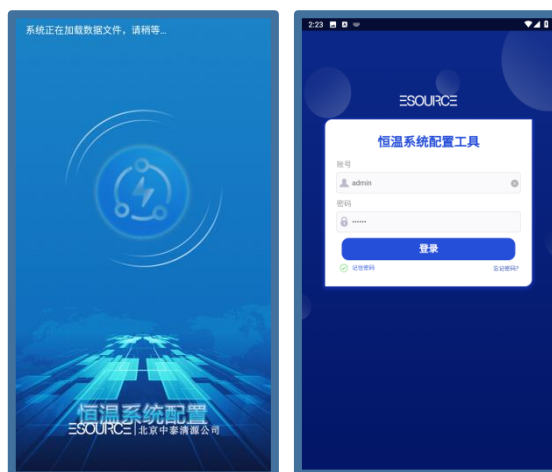 系统正在加载数据文件，请稍等...
恒温系统配置
ESOURCE 北京中泰清源公司
2:23
ESOURCE
恒温系统配置工具
账号
admin
密码
······
登录
记住密码
忘记密码?